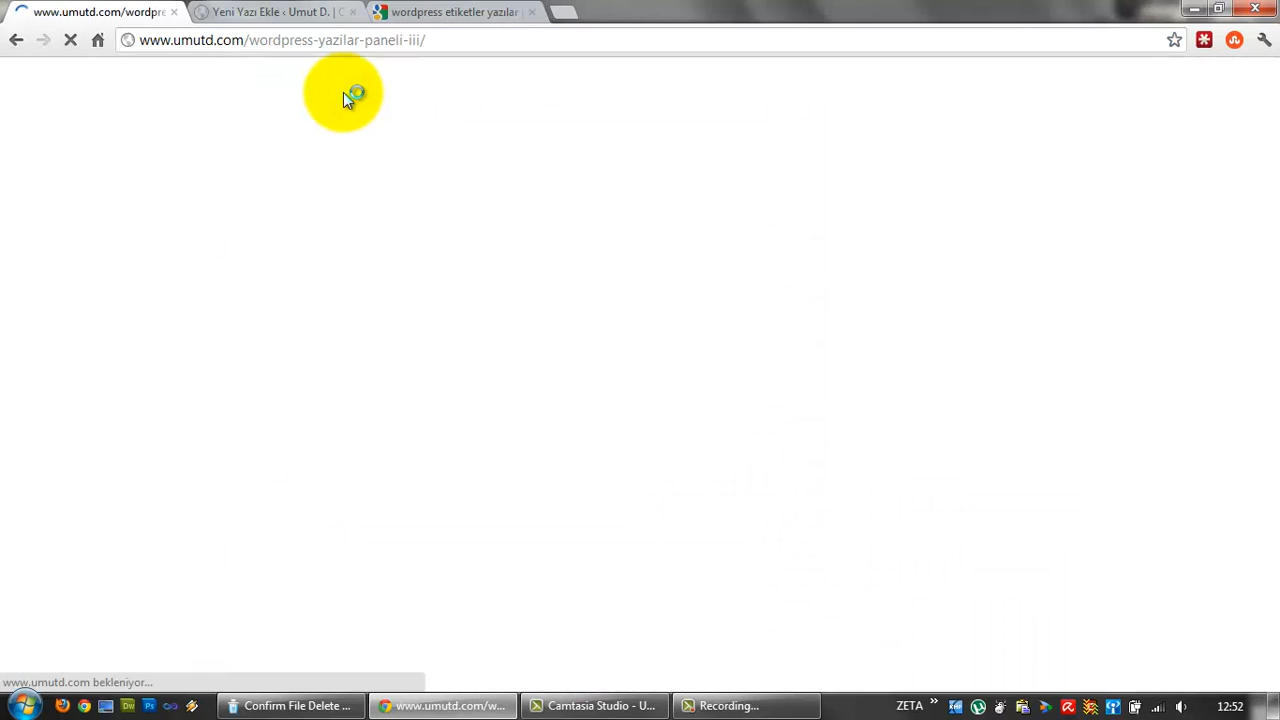 www.umutd.com/wordpre
Yeni Yazı Ekle ‹ Umut D. | C
wordpress etiketler yazılar
www.umutd.com/wordpress-yazilar-paneli-iii/
www.umutd.com bekleniyor...
Confirm File Delete ...
www.umutd.com/w...
Camtasia Studio - U...
Recording...
ZETA
12:52